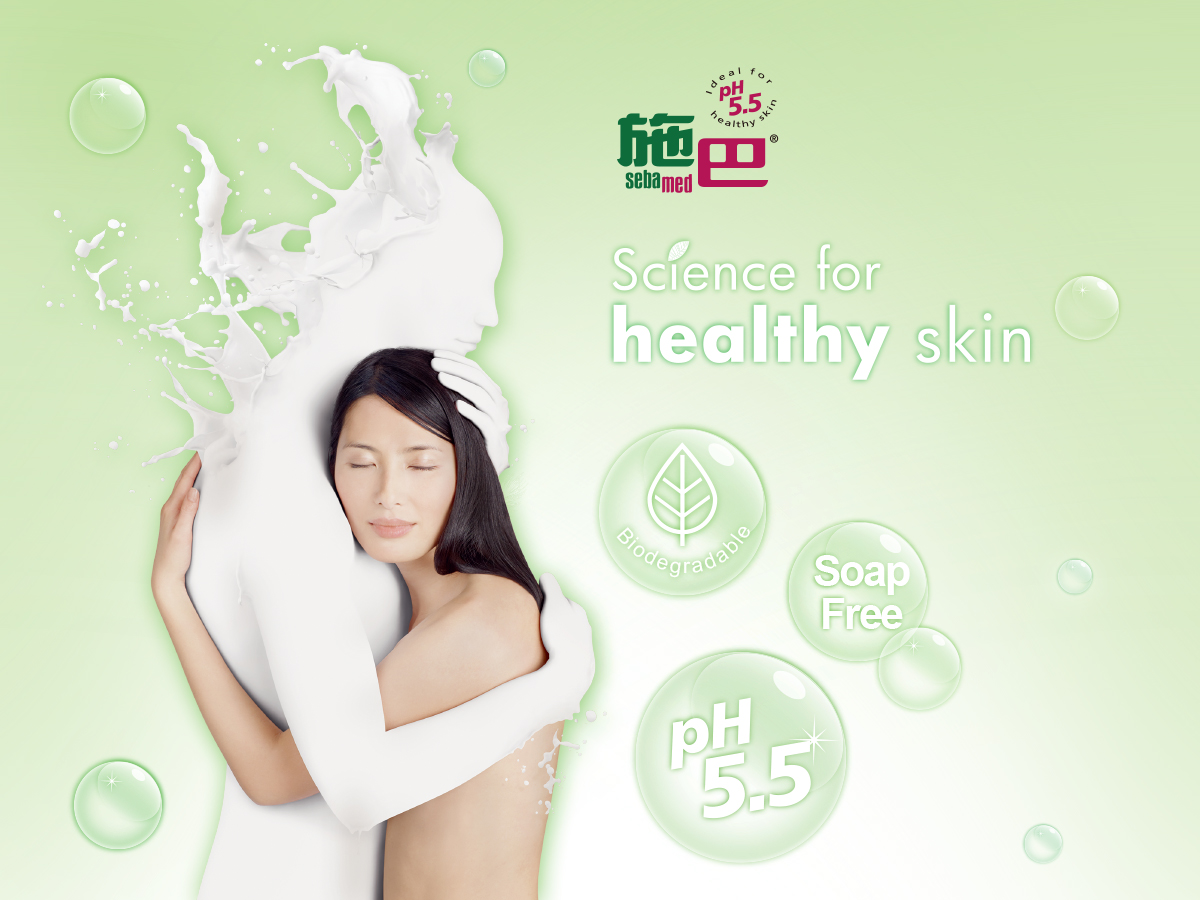 Ideal for
pH
5.5
healthy skin
施巴®
sebamed
Science for
healthy skin
Biodegradable
Soap
Free
pH
5.5